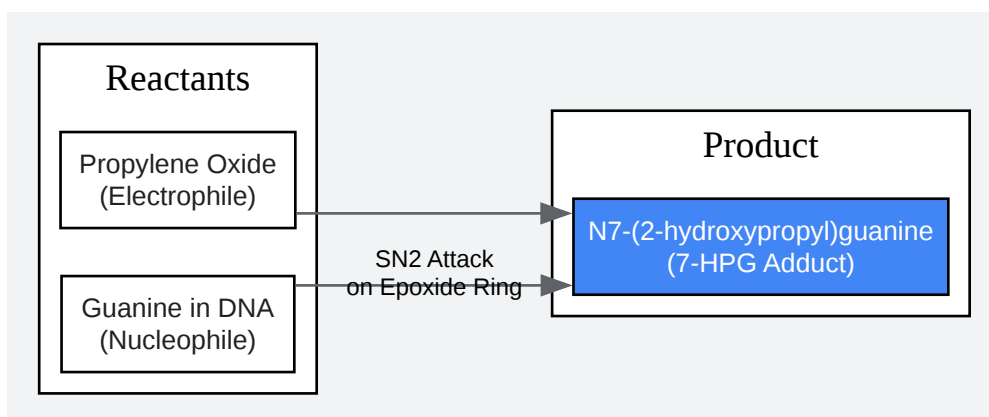 Reactants
Propylene Oxide
(Electrophile)
Guanine in DNA
(Nucleophile)
SN2 Attack
on Epoxide Ring
Product
N7-(2-hydroxypropyl)guanine
(7-HPG Adduct)